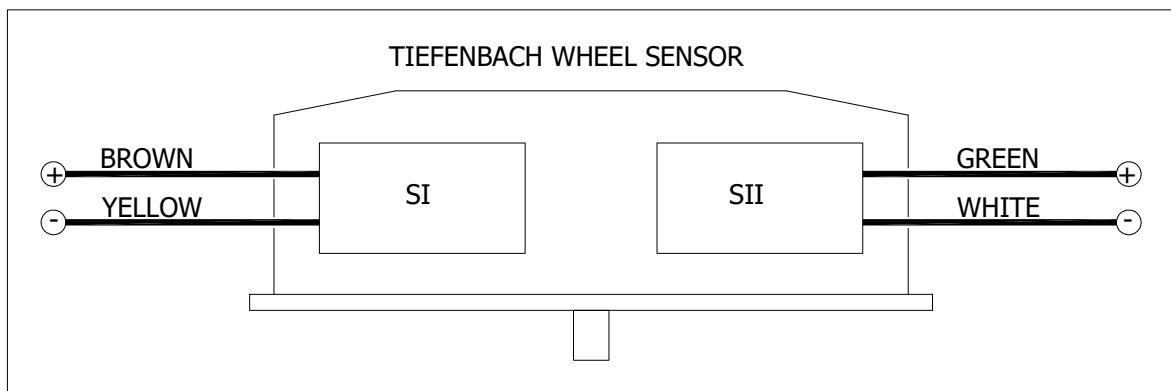 TIEFENBACH WHEEL SENSOR
+ BROWN SI GREEN +
- YELLOW SII WHITE -